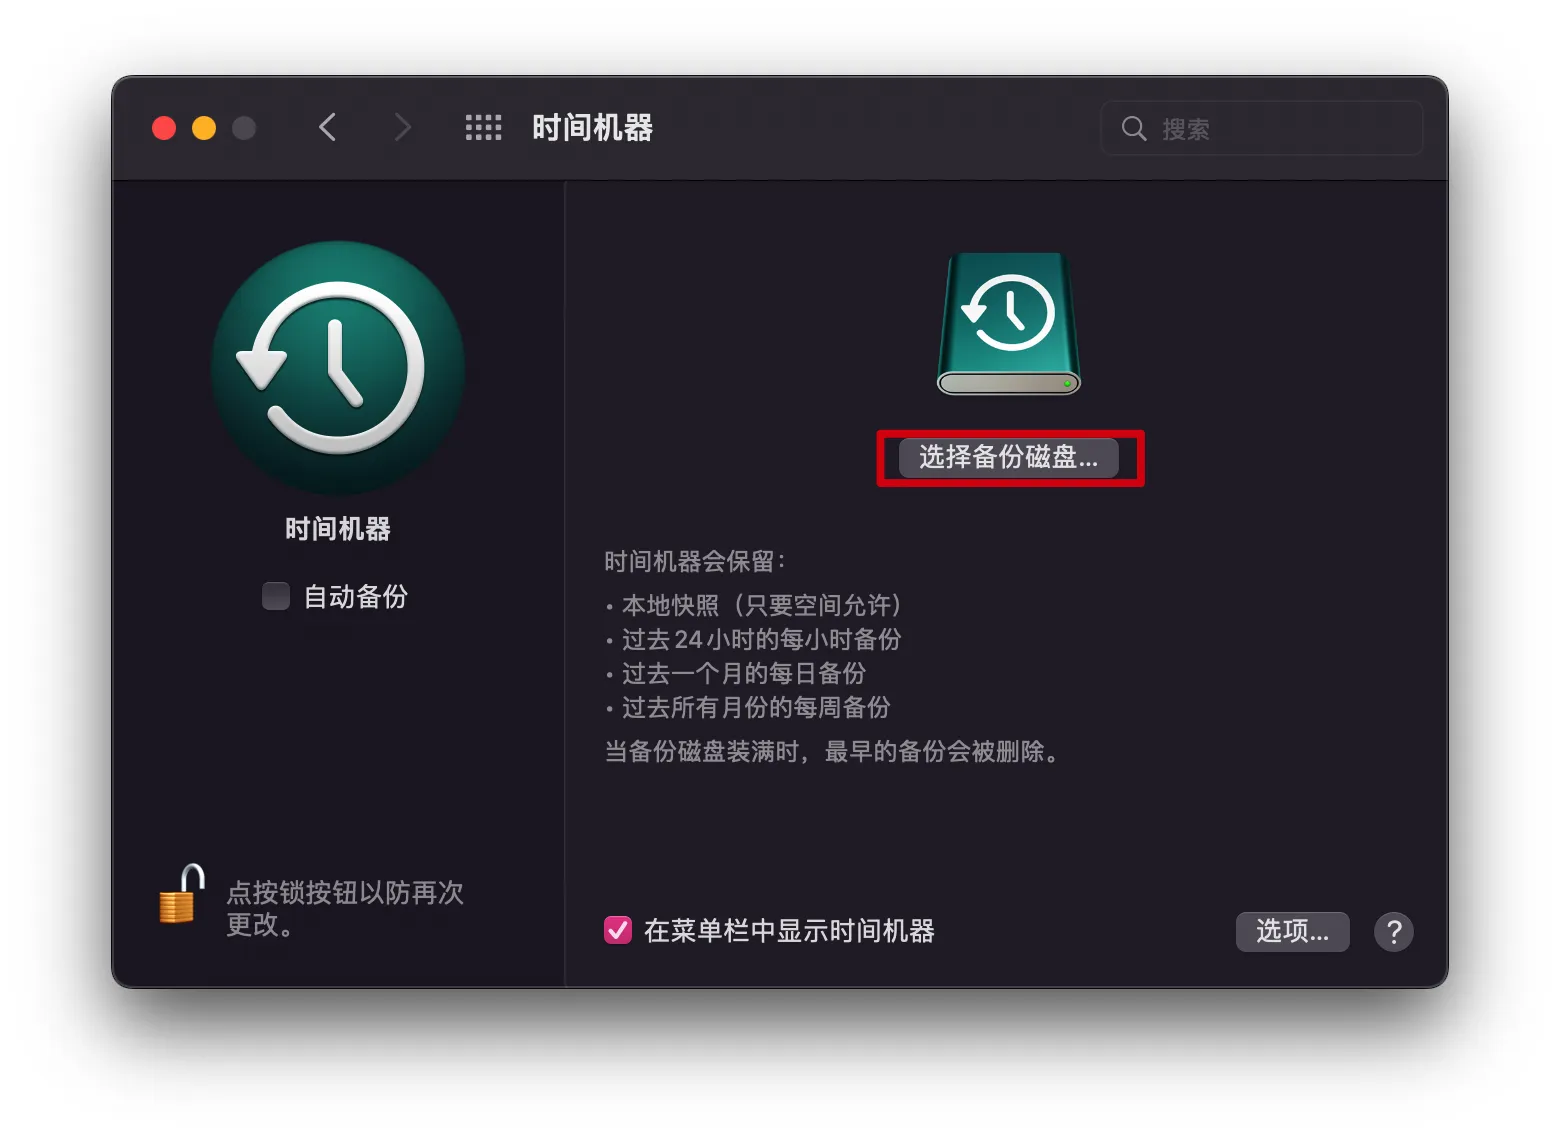 时间机器
搜索
选择备份磁盘...
时间机器
自动备份
时间机器会保留：
• 本地快照（只要空间允许）
• 过去24小时的每小时备份
• 过去一个月的每日备份
• 过去所有月份的每周备份
当备份磁盘装满时，最早的备份会被删除。
点按锁按钮以防再次
更改。
在菜单栏中显示时间机器
选项...
?